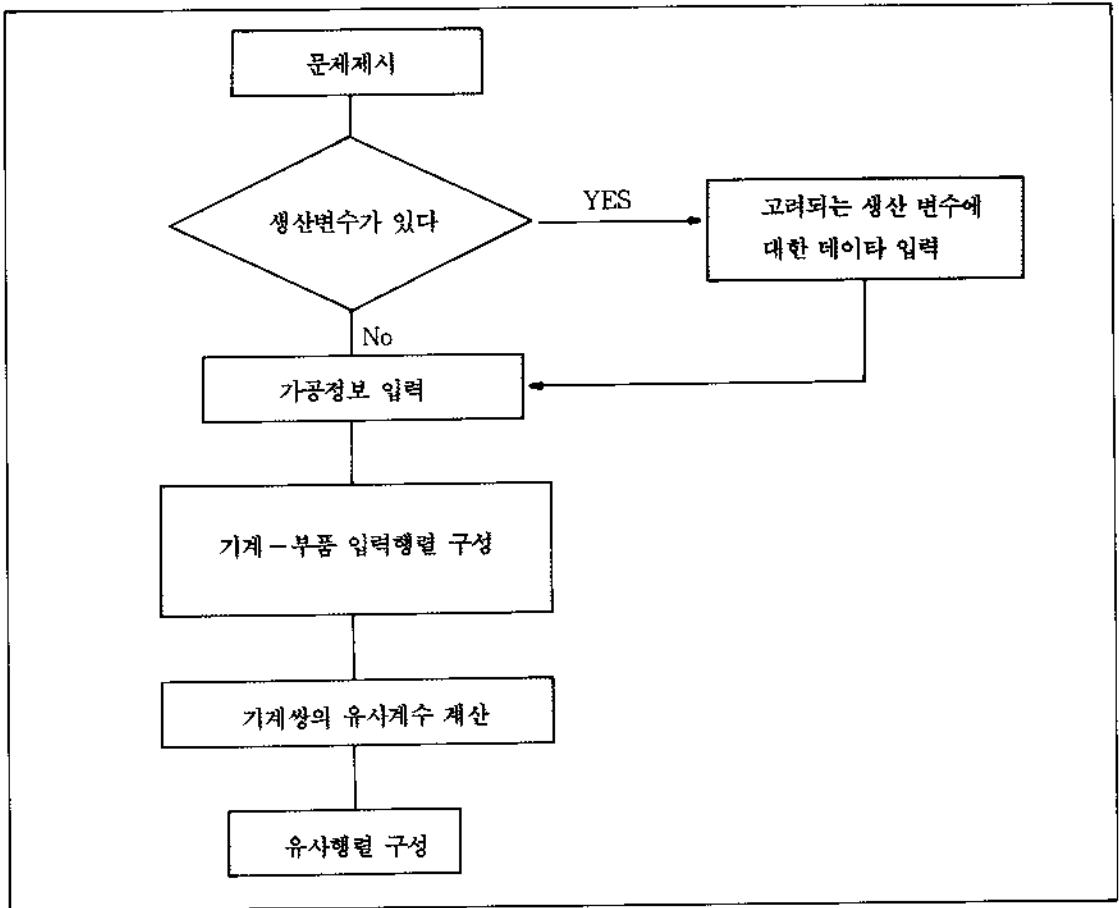 문제제시
생산변수가 있다
YES
고려되는 생산 변수에
대한 데이타 입력
No
가공정보 입력
기계－부품 입력행렬 구성
기계쌍의 유사계수 계산
유사행렬 구성